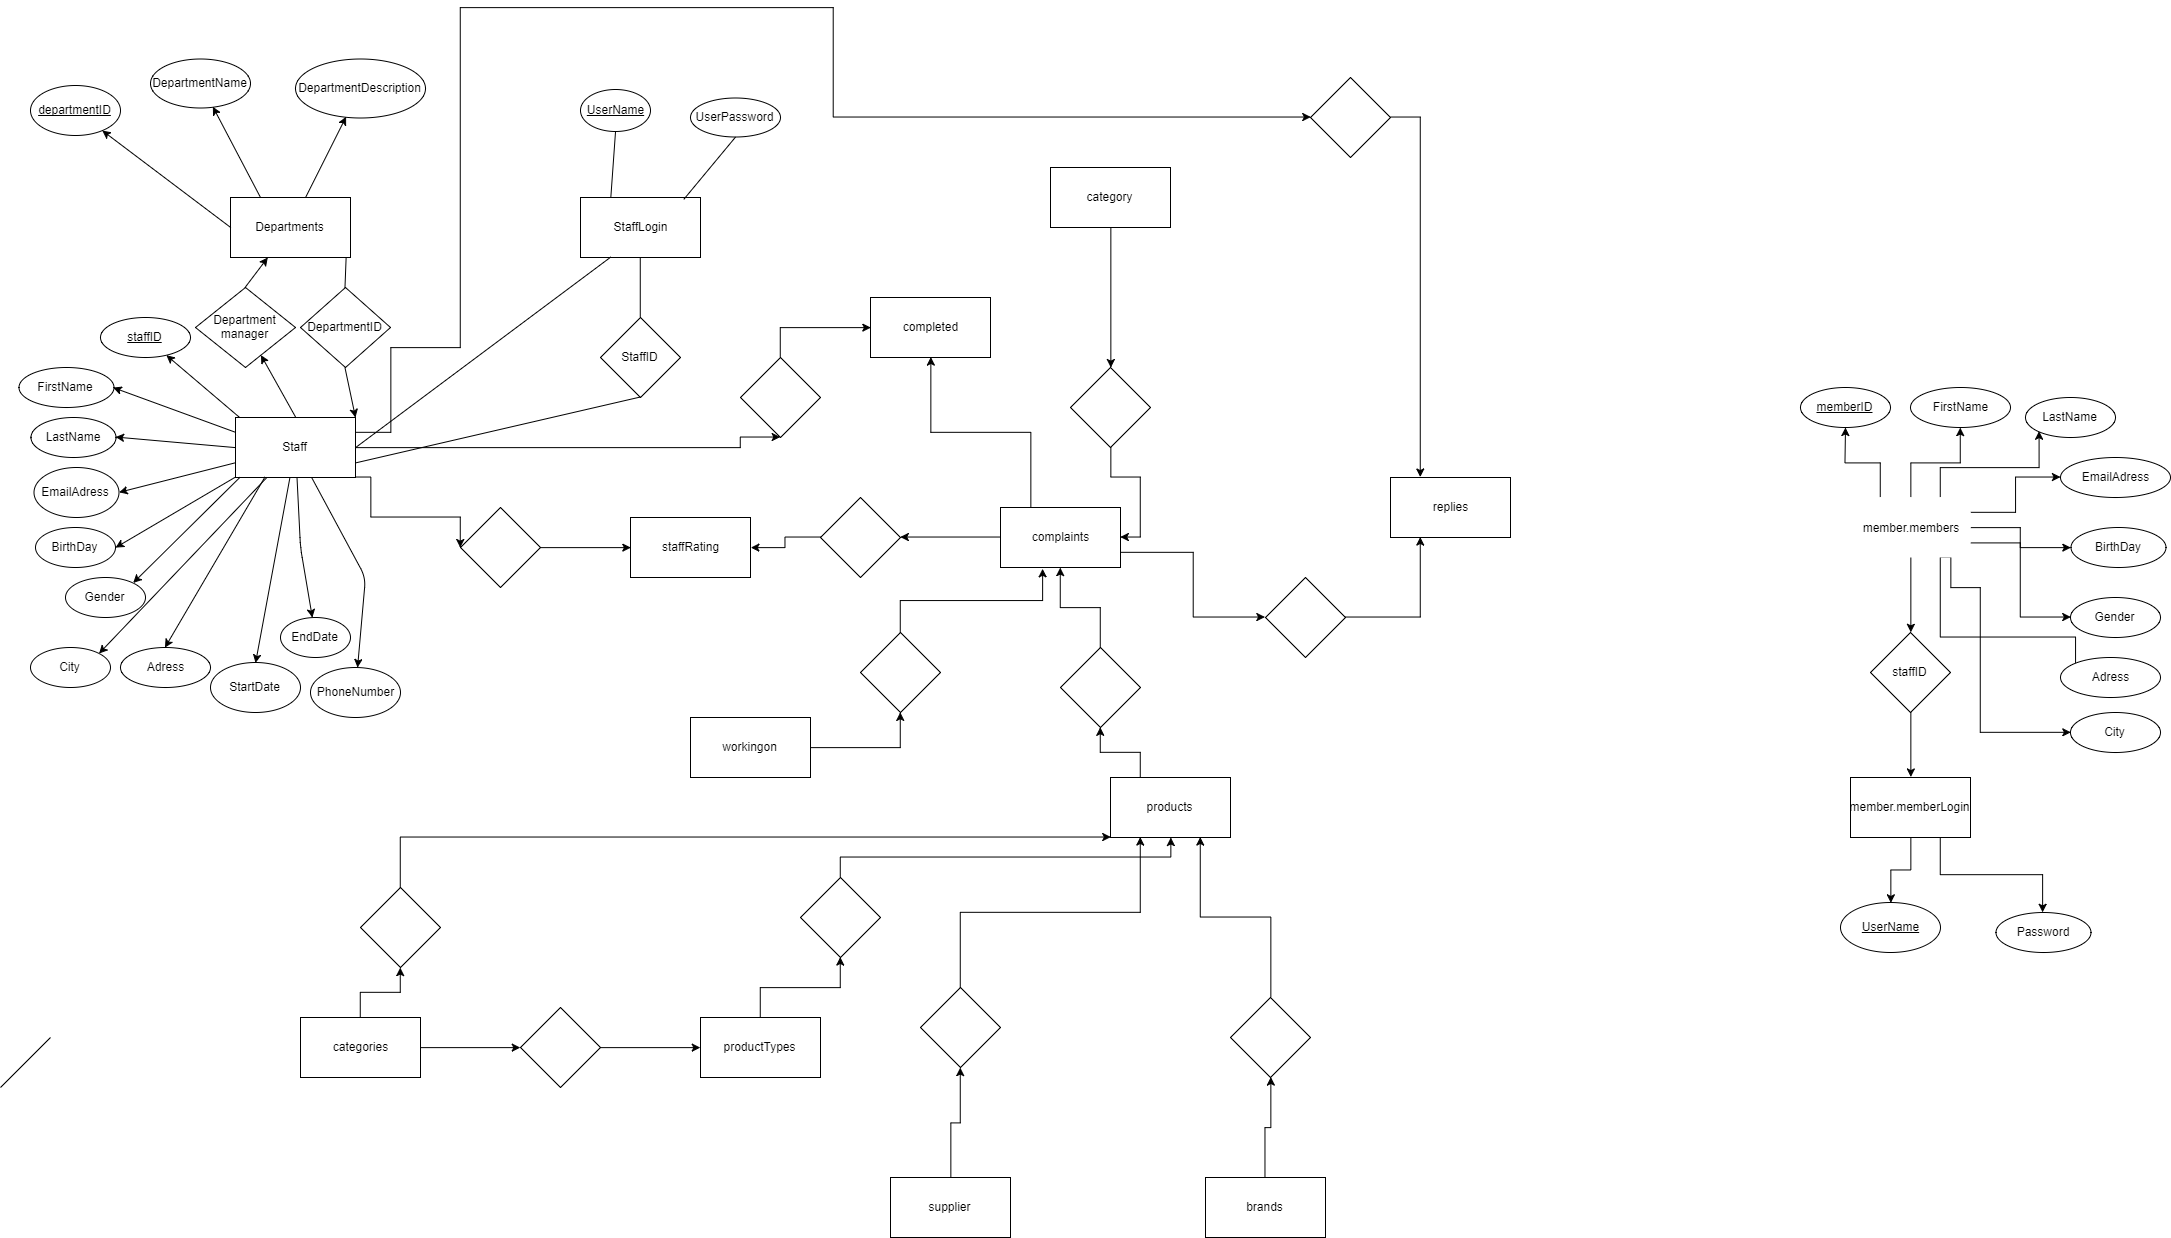 DepartmentName
DepartmentDescription
departmentID
UserName
UserPassword
category
Departments
StaffLogin
Department
manager
DepartmentID
completed
staffID
StaffID
FirstName
LastName
Staff
EmailAdress
BirthDay
Gender
City
Adress
StartDate
EndDate
PhoneNumber
staffRating
complaints
replies
workingon
products
categories
productTypes
supplier
brands
memberID
FirstName
LastName
EmailAdress
member.members
BirthDay
Gender
staffID
Adress
City
member.memberLogin
UserName
Password